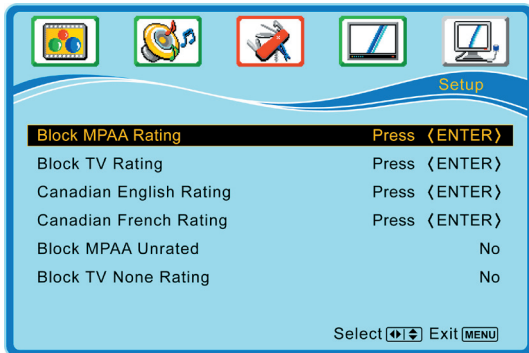 Setup
Block MPAA Rating Press 〈ENTER〉
Block TV Rating Press 〈ENTER〉
Canadian English Rating Press 〈ENTER〉
Canadian French Rating Press 〈ENTER〉
Block MPAA Unrated No
Block TV None Rating No
Select Exit MENU